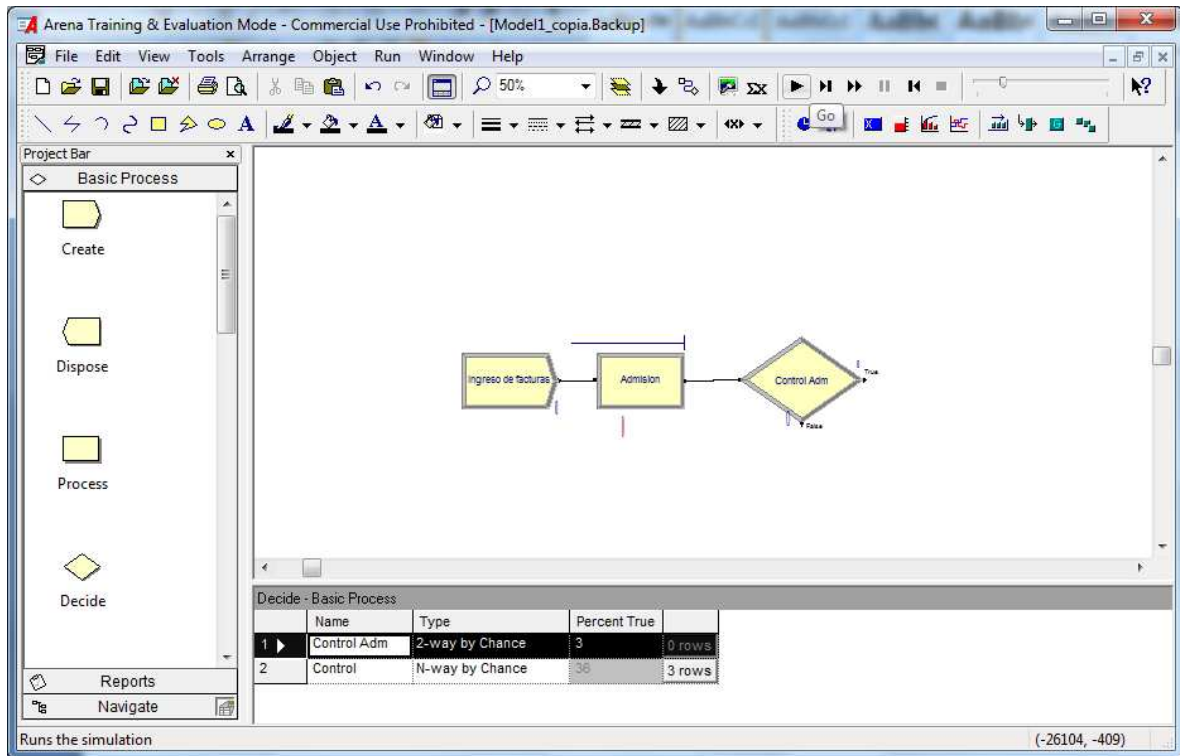 Arena Training & Evaluation Mode - Commercial Use Prohibited - [Model1_copia.Backup]
File Edit View Tools Arrange Object Run Window Help
50%
Go
Project Bar
Basic Process
Create
Dispose
Process
Decide
Reports
Navigate
Ingreso de facturas
Admision
Control Adm
True
False
Decide - Basic Process
Name Type Percent True
1 Control Adm 2-way by Chance 3 0 rows
2 Control N-way by Chance 36 3 rows
Runs the simulation (-26104, -409)